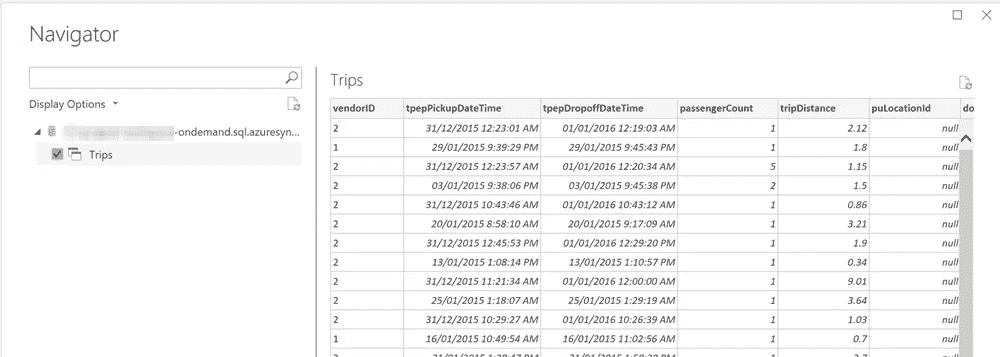 Navigator
Display Options
-ondemand.sql.azuresyn...
Trips
Trips
vendorID tpepPickupDateTime tpepDropoffDateTime passengerCount tripDistance puLocationId do
2 31/12/2015 12:23:01 AM 01/01/2016 12:19:03 AM 1 2.12 null
1 29/01/2015 9:39:29 PM 29/01/2015 9:45:43 PM 1 1.8 null
2 31/12/2015 12:23:57 AM 01/01/2016 12:20:34 AM 5 1.15 null
2 03/01/2015 9:38:06 PM 03/01/2015 9:45:38 PM 2 1.5 null
2 31/12/2015 10:43:46 AM 01/01/2016 10:43:12 AM 1 0.86 null
2 20/01/2015 8:58:10 AM 20/01/2015 9:17:09 AM 1 3.21 null
2 31/12/2015 12:45:53 PM 01/01/2016 12:29:20 PM 1 1.9 null
2 13/01/2015 1:08:14 PM 13/01/2015 1:10:57 PM 1 0.34 null
2 31/12/2015 11:21:34 AM 01/01/2016 12:00:00 AM 1 9.01 null
2 25/01/2015 1:18:07 AM 25/01/2015 1:29:19 AM 1 3.64 null
2 31/12/2015 10:29:27 AM 01/01/2016 10:26:39 AM 1 1.03 null
1 16/01/2015 10:49:54 AM 16/01/2015 11:02:56 AM 1 0.7 null